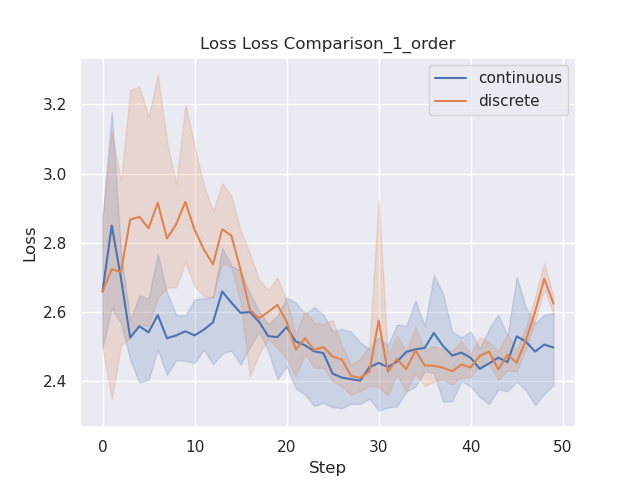 Loss Loss Comparison_1_order
continuous
discrete
3.2
3.0
2.8
2.6
2.4
Loss
0 10 20 30 40 50
Step